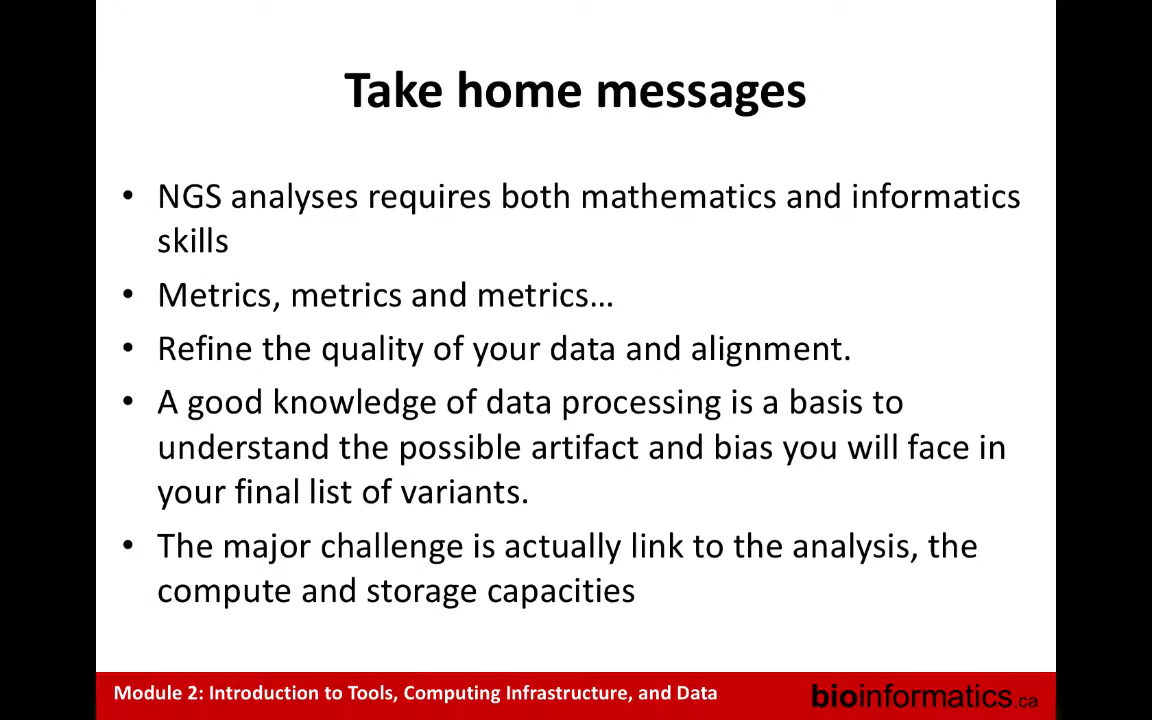 Take home messages
• NGS analyses requires both mathematics and informatics
skills
• Metrics, metrics and metrics…
• Refine the quality of your data and alignment.
• A good knowledge of data processing is a basis to
understand the possible artifact and bias you will face in
your final list of variants.
• The major challenge is actually link to the analysis, the
compute and storage capacities
Module 2: Introduction to Tools, Computing Infrastructure, and Data
bioinformatics.ca